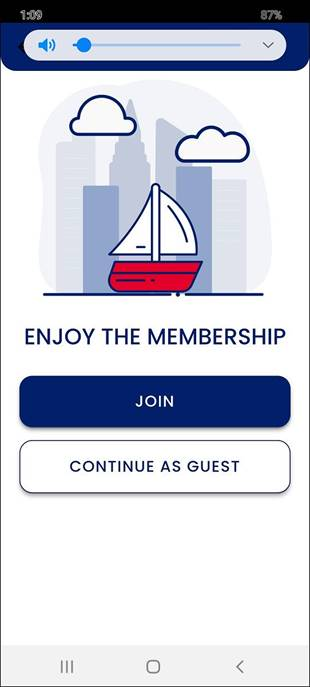 1:09
87%
ENJOY THE MEMBERSHIP
JOIN
CONTINUE AS GUEST